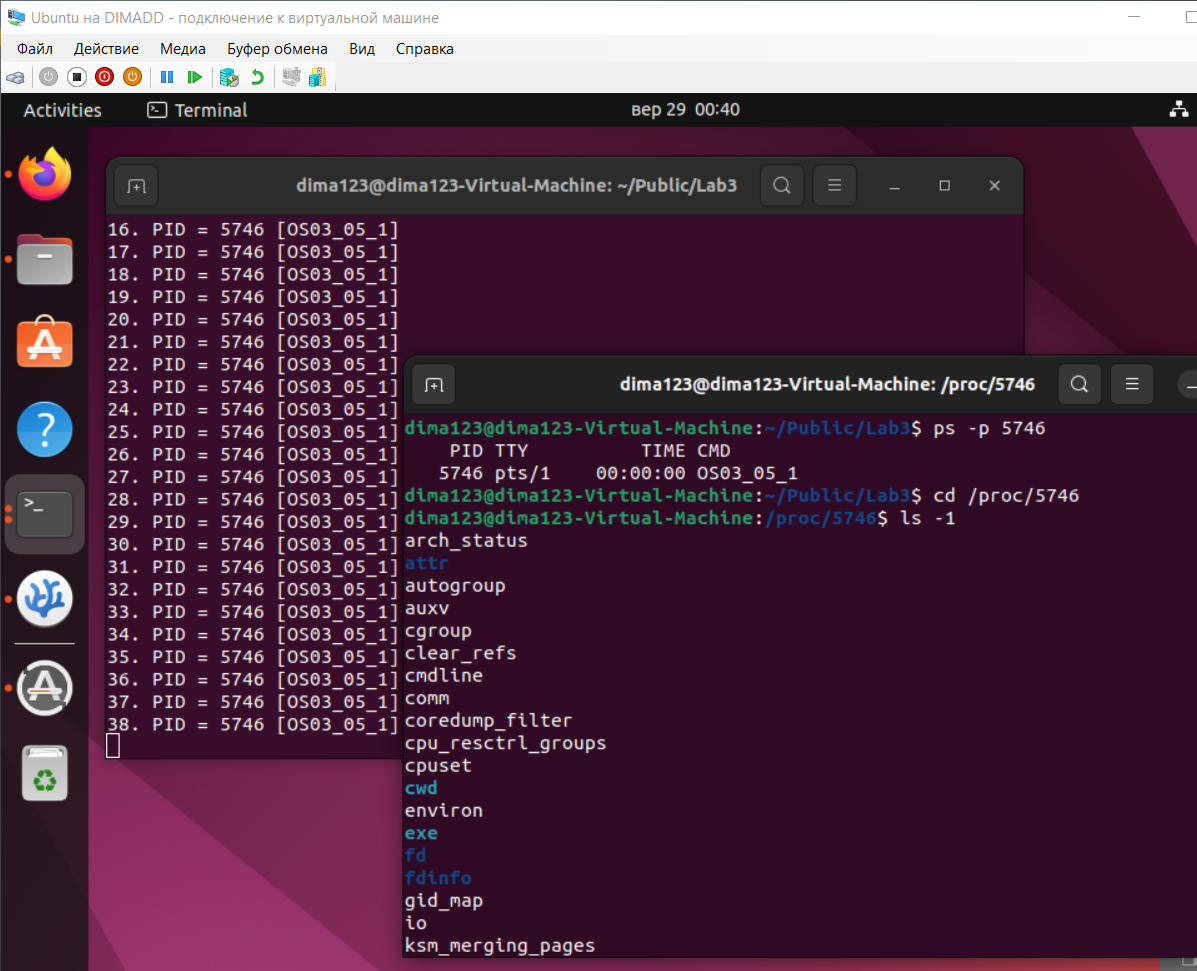 Ubuntu на DIMADD - подключение к виртуальной машине
Файл Действие Медиа Буфер обмена Вид Справка
Activities Terminal вер 29 00:40
dima123@dima123-Virtual-Machine: ~/Public/Lab3
16. PID = 5746 [OS03_05_1]
17. PID = 5746 [OS03_05_1]
18. PID = 5746 [OS03_05_1]
19. PID = 5746 [OS03_05_1]
20. PID = 5746 [OS03_05_1]
21. PID = 5746 [OS03_05_1]
22. PID = 5746 [OS03_05_1]
23. PID = 5746 [OS03_05_1]
24. PID = 5746 [OS03_05_1]
25. PID = 5746 [OS03_05_1]
26. PID = 5746 [OS03_05_1]
27. PID = 5746 [OS03_05_1]
28. PID = 5746 [OS03_05_1]
29. PID = 5746 [OS03_05_1]
30. PID = 5746 [OS03_05_1]
31. PID = 5746 [OS03_05_1]
32. PID = 5746 [OS03_05_1]
33. PID = 5746 [OS03_05_1]
34. PID = 5746 [OS03_05_1]
35. PID = 5746 [OS03_05_1]
36. PID = 5746 [OS03_05_1]
37. PID = 5746 [OS03_05_1]
38. PID = 5746 [OS03_05_1]
dima123@dima123-Virtual-Machine: /proc/5746
dima123@dima123-Virtual-Machine:~/Public/Lab3$ ps -p 5746
PID TTY TIME CMD
5746 pts/1 00:00:00 OS03_05_1
dima123@dima123-Virtual-Machine:~/Public/Lab3$ cd /proc/5746
dima123@dima123-Virtual-Machine:/proc/5746$ ls -1
arch_status
attr
autogroup
auxv
cgroup
clear_refs
cmdline
comm
coredump_filter
cpu_resctrl_groups
cpuset
cwd
environ
exe
fd
fdinfo
gid_map
io
ksm_merging_pages